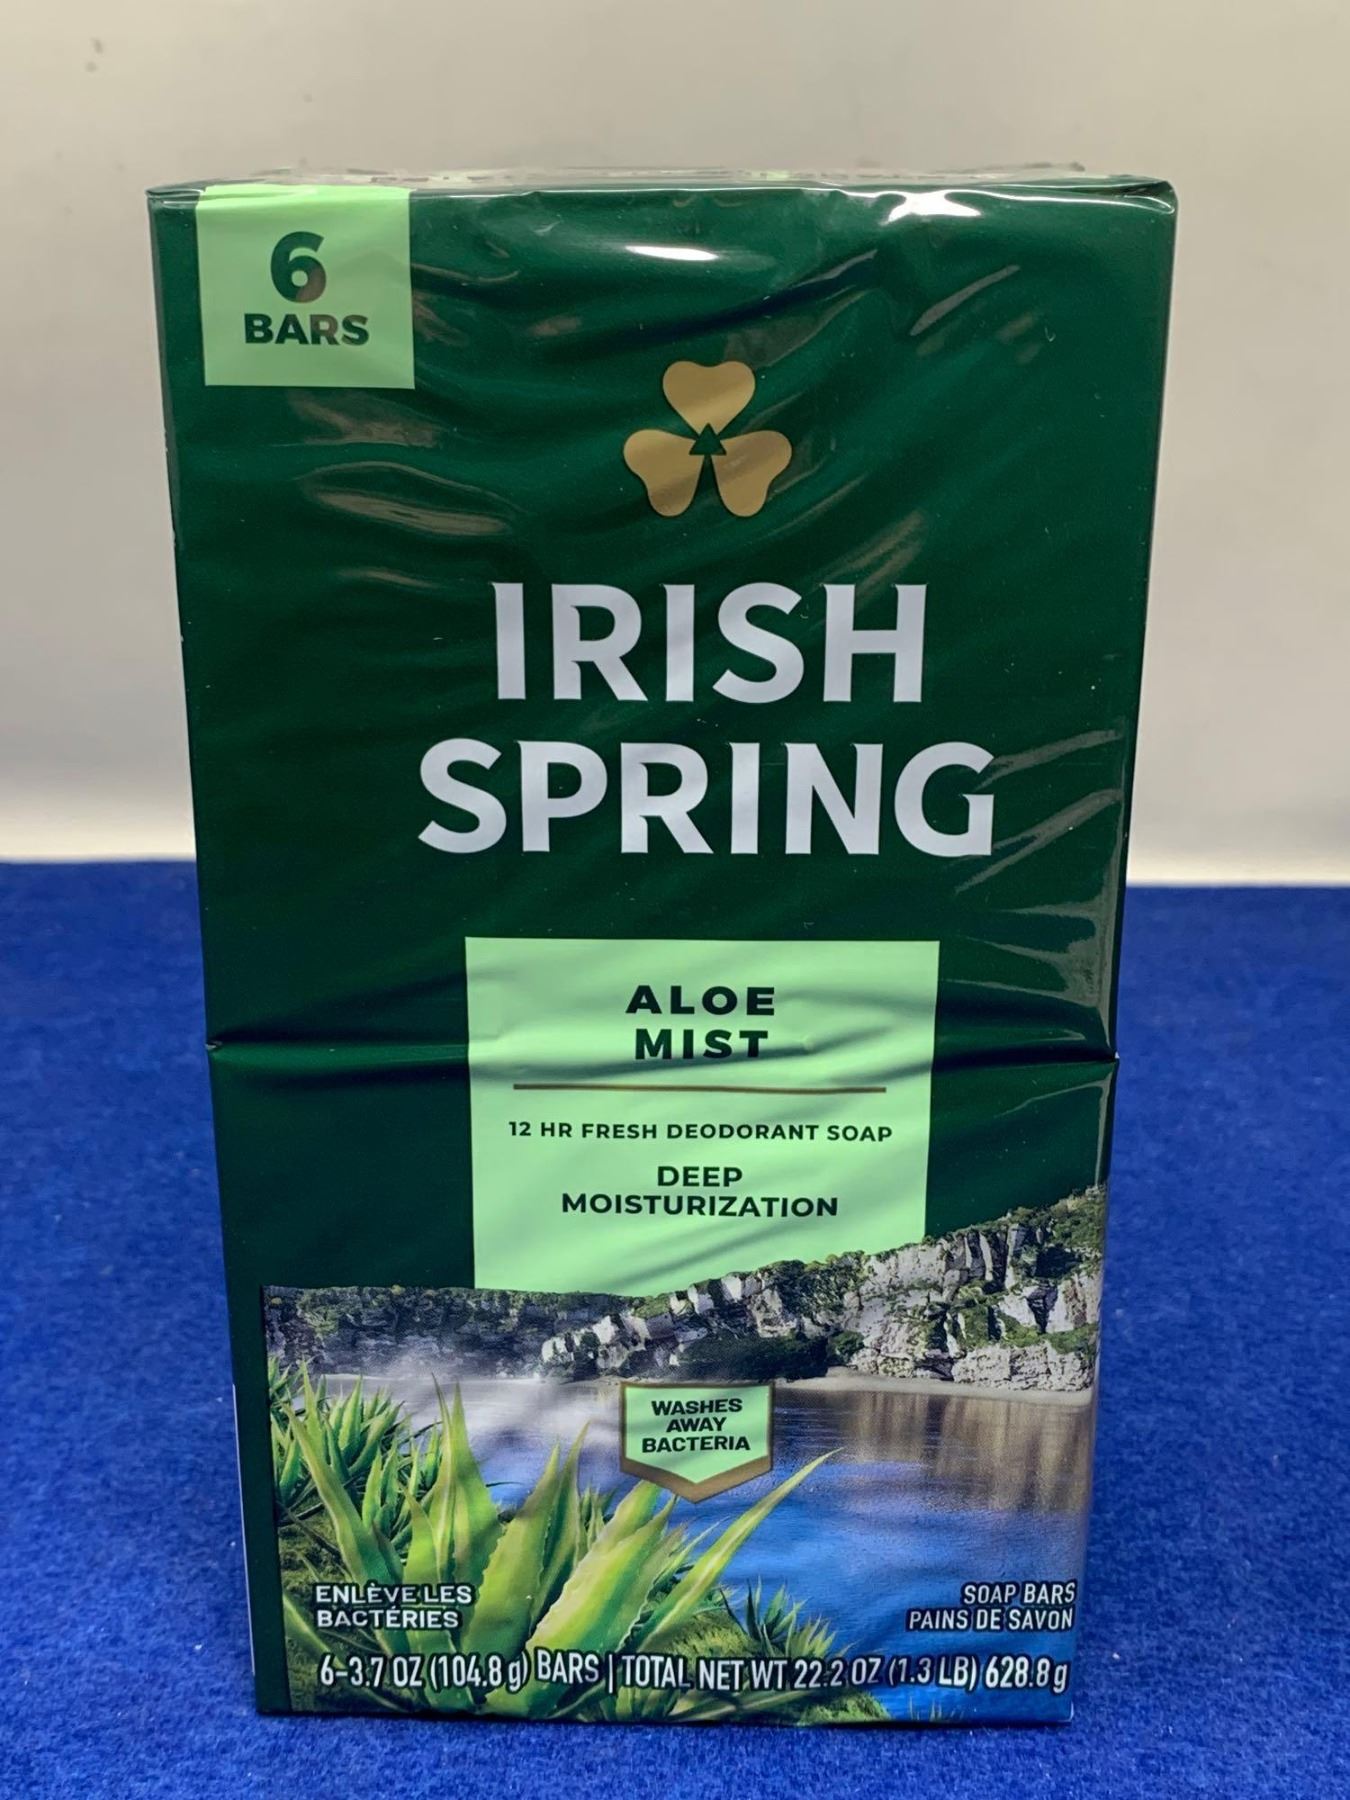 6
BARS
IRISH
SPRING
ALOE
MIST
12 HR FRESH DEODORANT SOAP
DEEP
MOISTURIZATION
WASHES
AWAY
BACTERIA
ENLÈVE LES
BACTÉRIES
SOAP BARS
PAINS DE SAVON
6-3.7 OZ (104.8 g) BARS | TOTAL NET WT 22.2 OZ (1.3 LB) 628.8 g